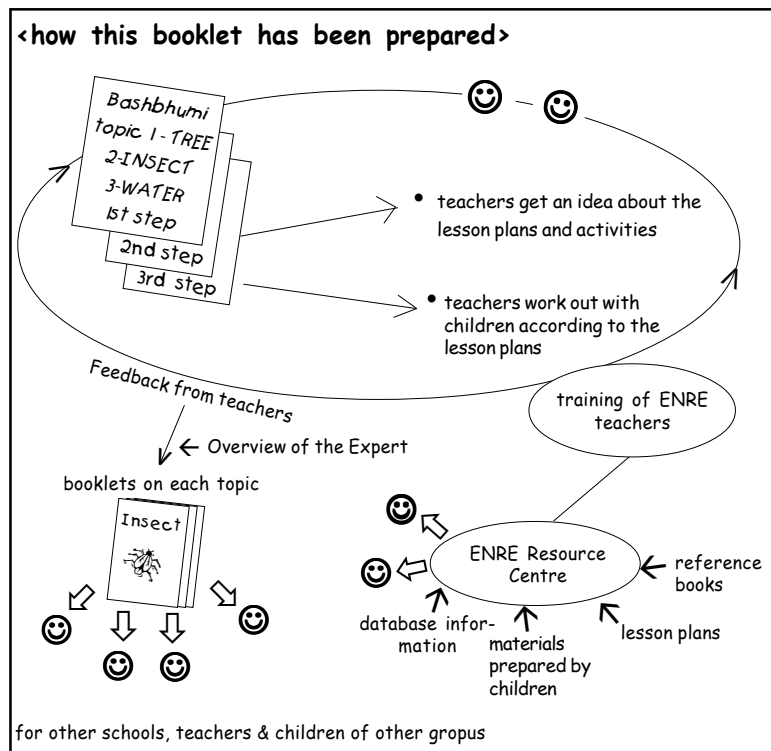 <how this booklet has been prepared>
Bashbhumi
topic 1-TREE
2-INSECT
3-WATER
1st step
2nd step
3rd step
• teachers get an idea about the
lesson plans and activities
• teachers work out with
children according to the
lesson plans
Feedback from teachers
training of ENRE
teachers
← Overview of the Expert
booklets on each topic
Insect
ENRE Resource
Centre
reference
books
database infor-
mation
materials
prepared by
children
lesson plans
for other schools, teachers & children of other gropus